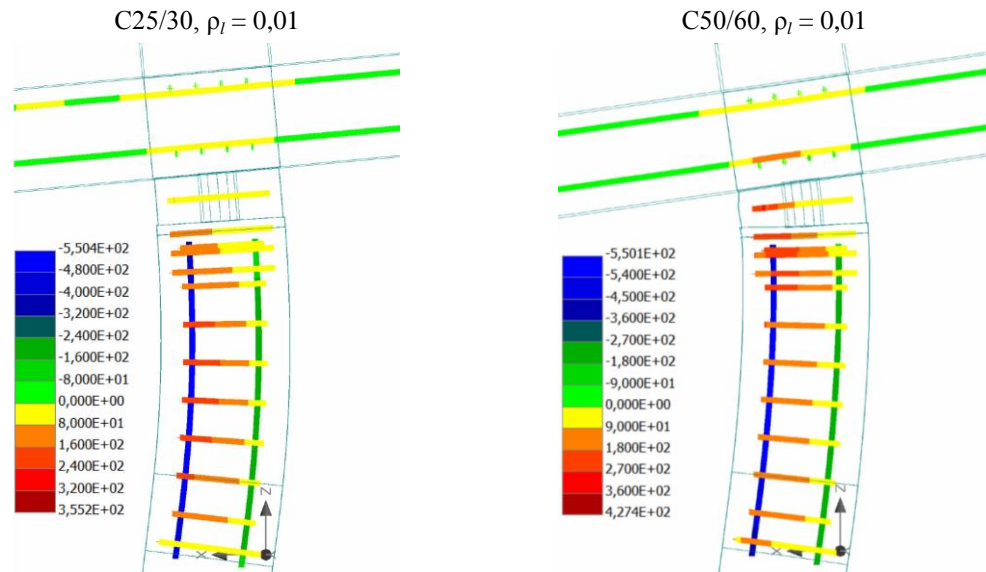 C25/30, ρl = 0,01
C50/60, ρl = 0,01
-5,504E+02
-4,800E+02
-4,000E+02
-3,200E+02
-2,400E+02
-1,600E+02
-8,000E+01
0,000E+00
8,000E+01
1,600E+02
2,400E+02
3,200E+02
3,552E+02
Z
X
-5,501E+02
-5,400E+02
-4,500E+02
-3,600E+02
-2,700E+02
-1,800E+02
-9,000E+01
0,000E+00
9,000E+01
1,800E+02
2,700E+02
3,600E+02
4,274E+02
Z
X